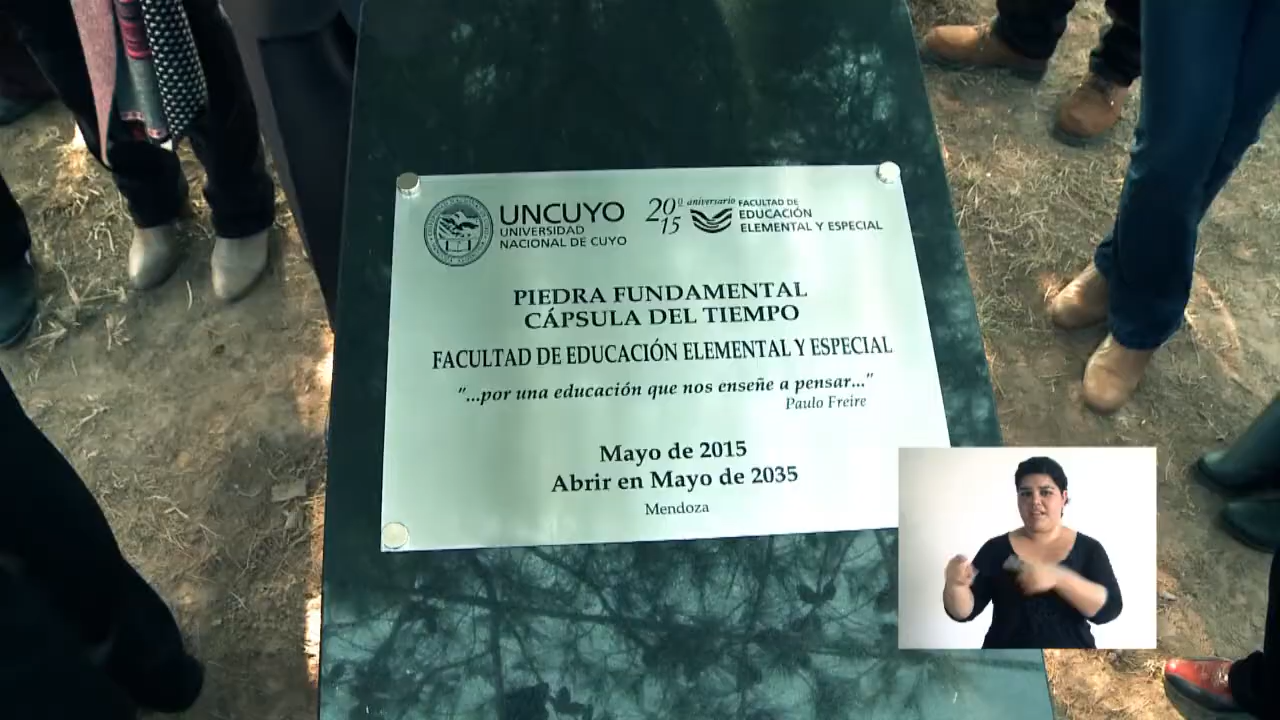 UNCUYO
UNIVERSIDAD
NACIONAL DE CUYO
20º aniversario
15
FACULTAD DE
EDUCACIÓN
ELEMENTAL Y ESPECIAL
PIEDRA FUNDAMENTAL
CÁPSULA DEL TIEMPO
FACULTAD DE EDUCACIÓN ELEMENTAL Y ESPECIAL
"...por una educación que nos enseñe a pensar..."
Paulo Freire
Mayo de 2015
Abrir en Mayo de 2035
Mendoza